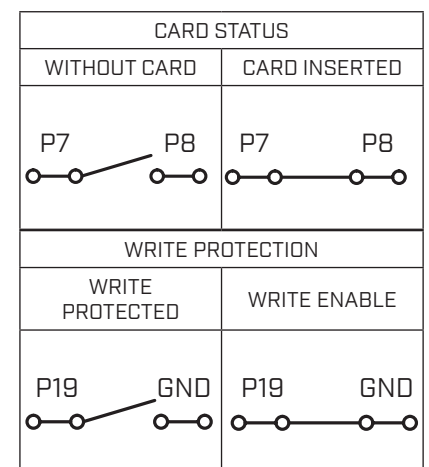 CARD STATUS
WITHOUT CARD CARD INSERTED
P7 P8 P7 P8
WRITE PROTECTION
WRITE PROTECTED WRITE ENABLE
P19 GND P19 GND